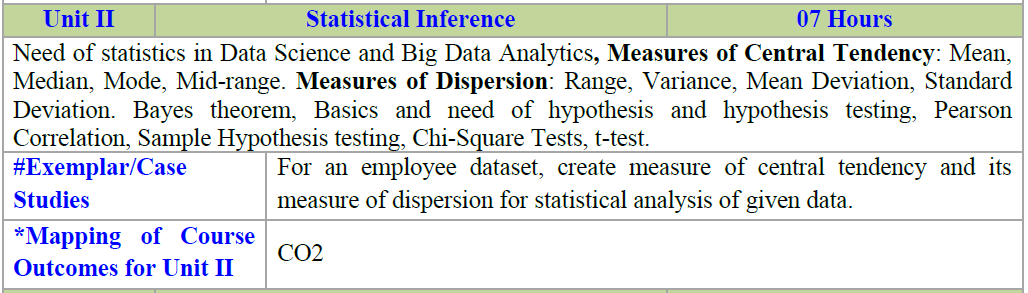 Unit II Statistical Inference 07 Hours
Need of statistics in Data Science and Big Data Analytics, Measures of Central Tendency: Mean,
Median, Mode, Mid-range. Measures of Dispersion: Range, Variance, Mean Deviation, Standard
Deviation. Bayes theorem, Basics and need of hypothesis and hypothesis testing, Pearson
Correlation, Sample Hypothesis testing, Chi-Square Tests, t-test.
#Exemplar/Case
Studies
For an employee dataset, create measure of central tendency and its
measure of dispersion for statistical analysis of given data.
*Mapping of Course
Outcomes for Unit II
CO2